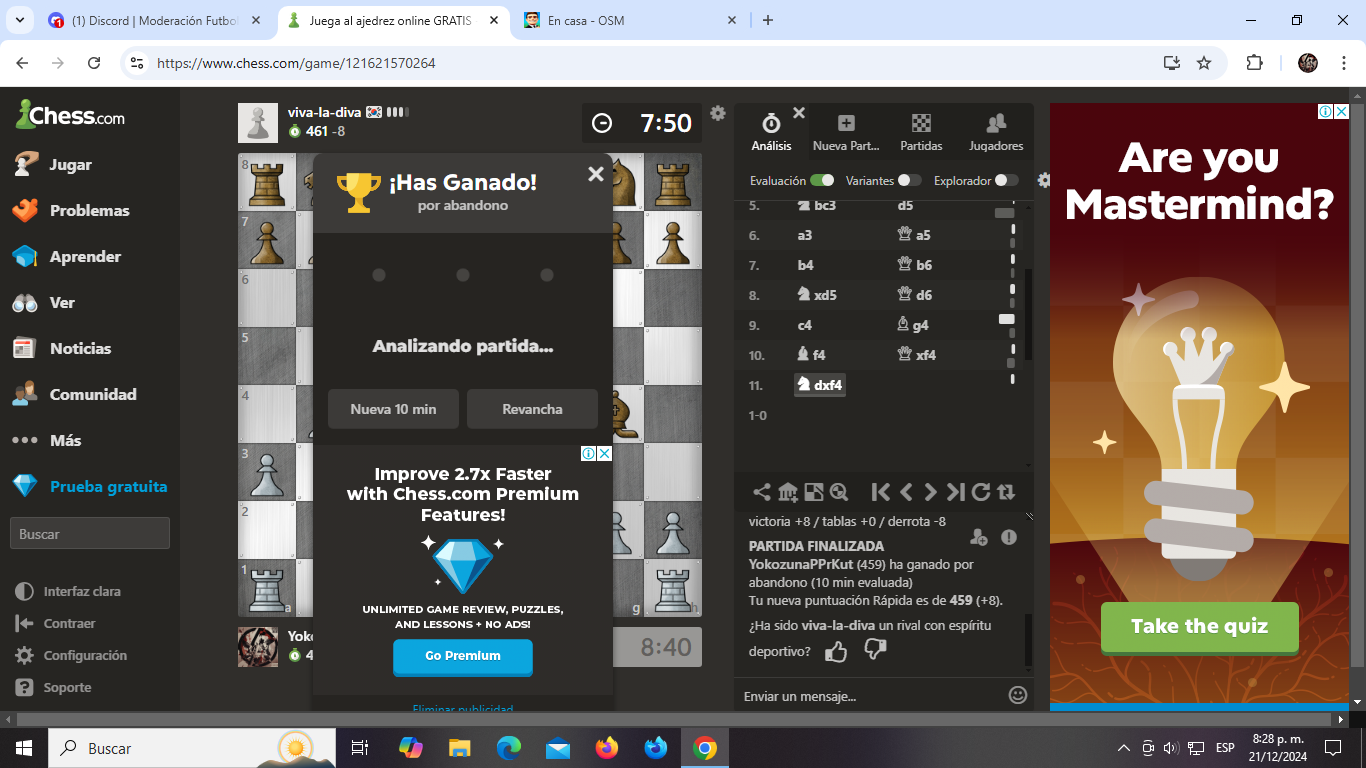 (1) Discord | Moderación Futbo
Juega al ajedrez online GRATIS
En casa - OSM
https://www.chess.com/game/121621570264
Chess.com
Jugar
Problemas
Aprender
Ver
Noticias
Comunidad
Más
Prueba gratuita
Buscar
Interfaz clara
Contraer
Configuración
Soporte
viva-la-diva
461 -8
7:50
8
7
6
5
4
3
2
1
a
g
h
¡Has Ganado!
por abandono
Analizando partida...
Nueva 10 min
Revancha
Improve 2.7x Faster
with Chess.com Premium
Features!
UNLIMITED GAME REVIEW, PUZZLES,
AND LESSONS + NO ADS!
Go Premium
Eliminar publicidad
Yoko
4
8:40
Análisis
Nueva Part...
Partidas
Jugadores
Evaluación
Variantes
Explorador
5. bc3 d5
6. a3 a5
7. b4 b6
8. xd5 d6
9. c4 g4
10. f4 xf4
11. dxf4
1-0
victoria +8 / tablas +0 / derrota -8
PARTIDA FINALIZADA
YokozunaPPrKut (459) ha ganado por
abandono (10 min evaluada)
Tu nueva puntuación Rápida es de 459 (+8).
¿Ha sido viva-la-diva un rival con espíritu
deportivo?
Enviar un mensaje...
Are you
Mastermind?
Take the quiz
Buscar
ESP
8:28 p. m.
21/12/2024